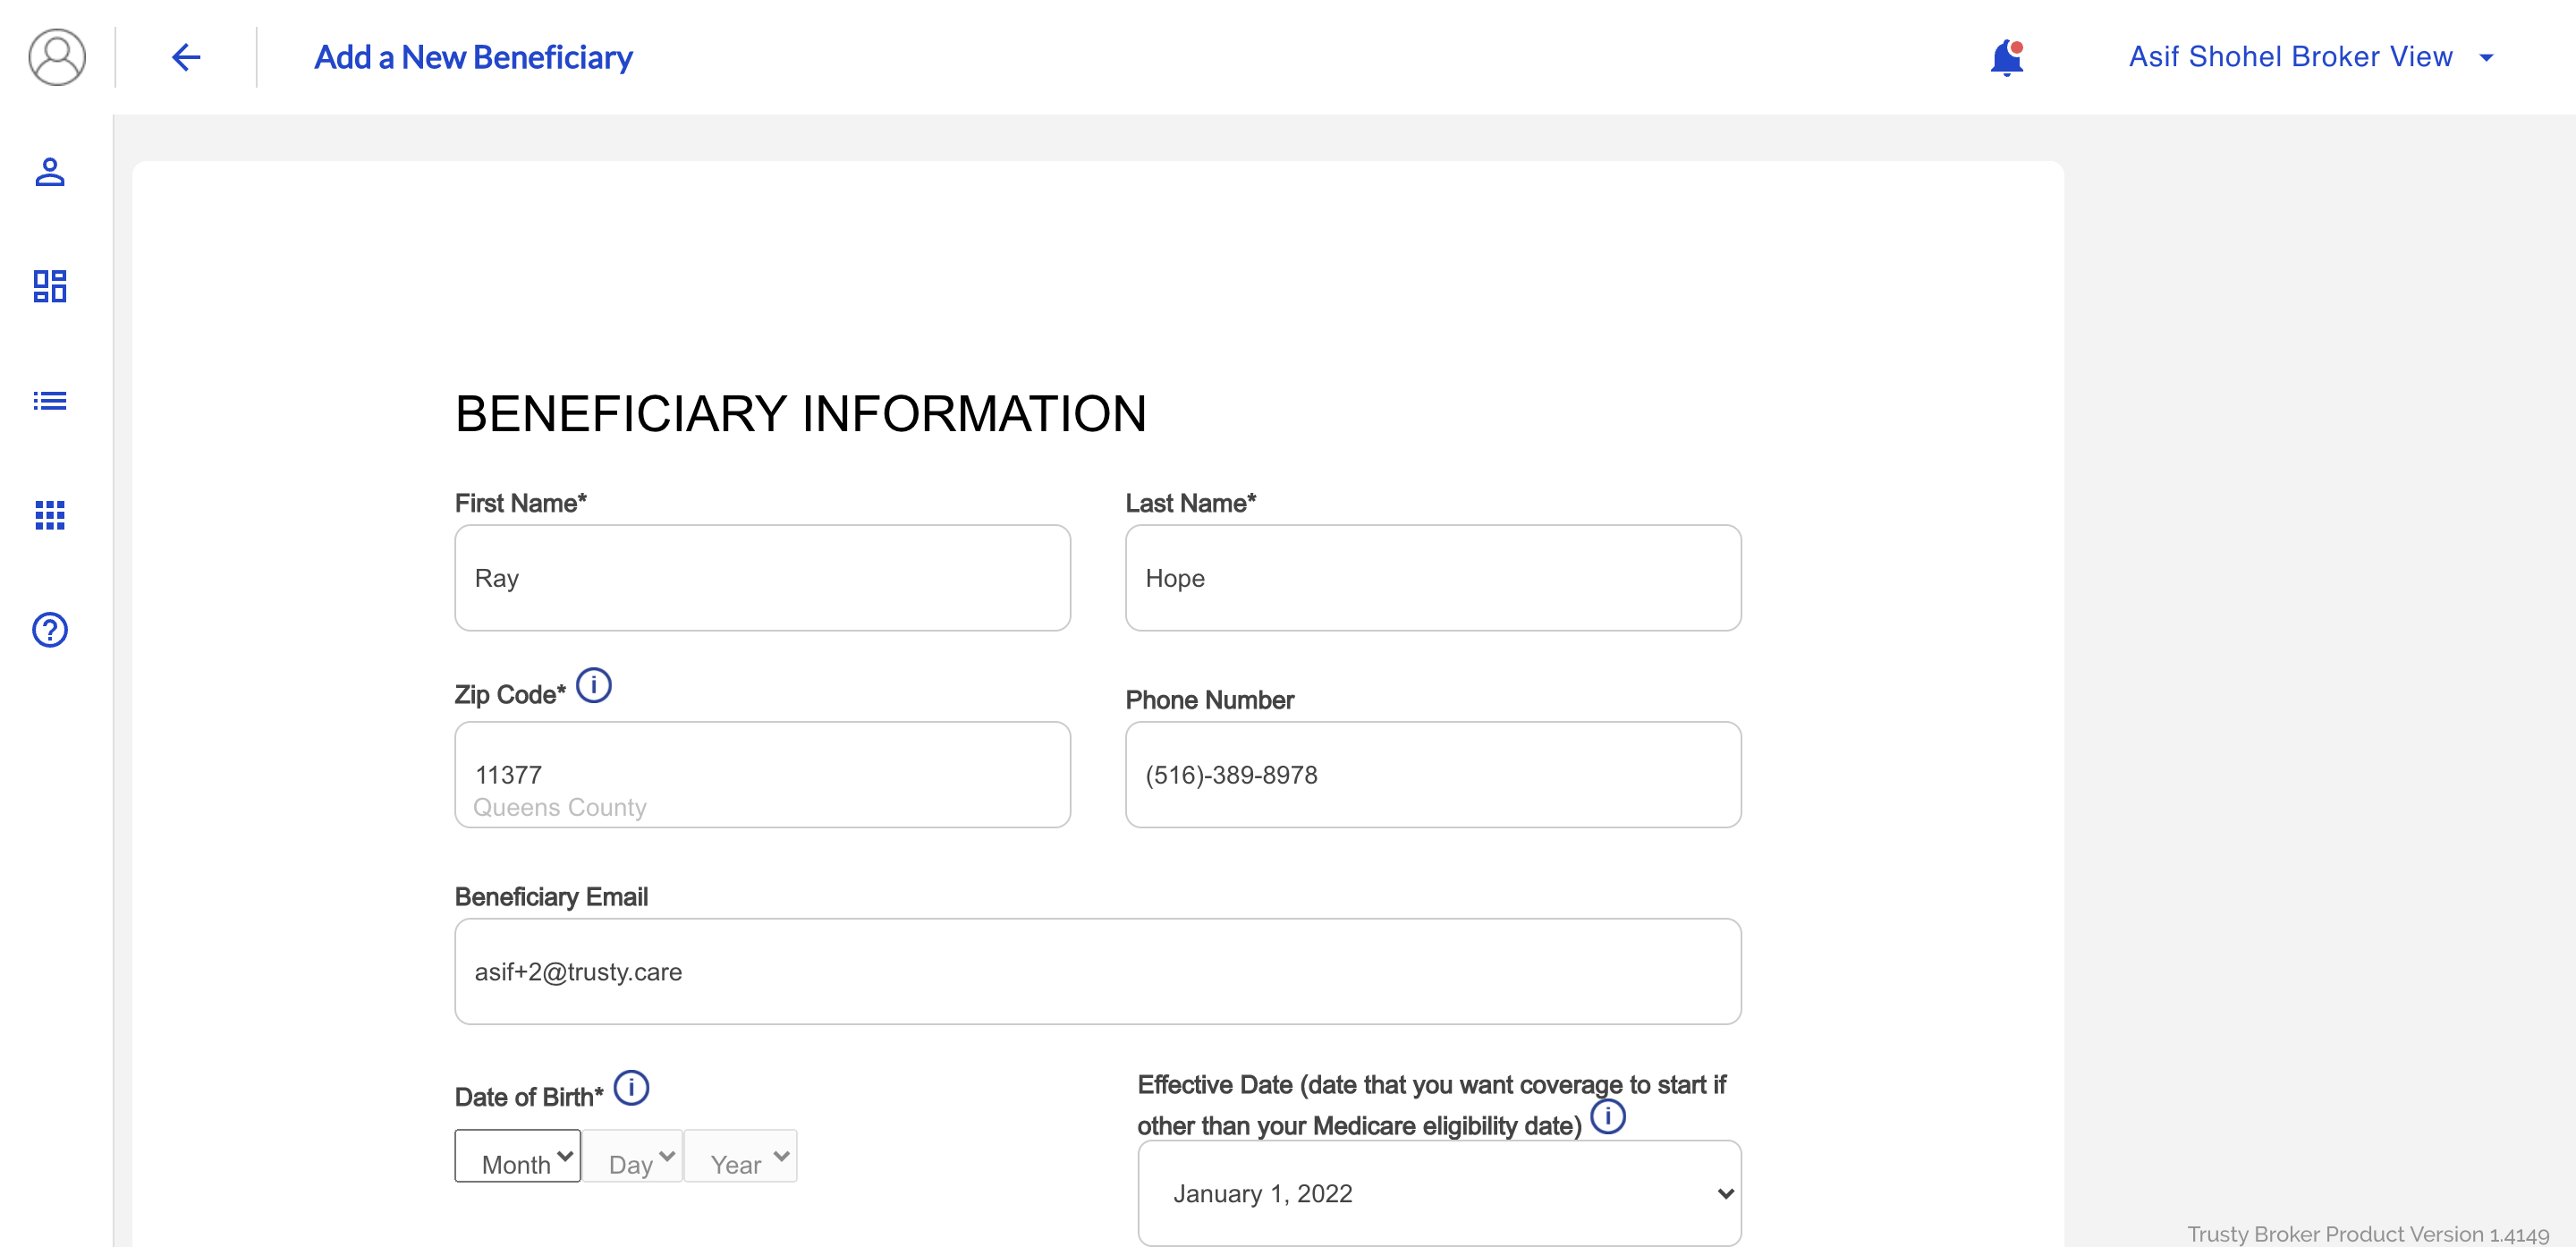 Add a New Beneficiary
Asif Shohel Broker View
BENEFICIARY INFORMATION
First Name*
Last Name*
Ray
Hope
Zip Code*
Phone Number
11377
Queens County
(516)-389-8978
Beneficiary Email
asif+2@trusty.care
Date of Birth*
Effective Date (date that you want coverage to start if
other than your Medicare eligibility date)
Month
Day
Year
January 1, 2022
Trusty Broker Product Version 1.4149